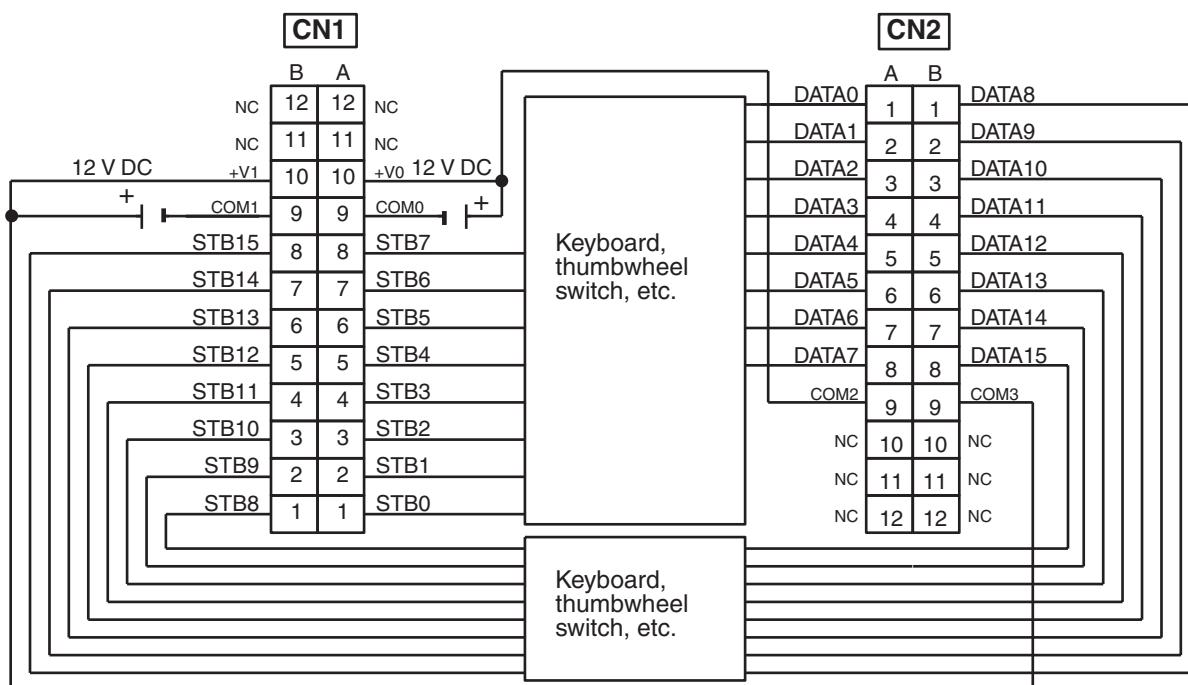 CN1
CN2
B A
A B
NC 12 12 NC
NC 11 11 NC
12 V DC +V1 10 10 +V0 12 V DC
+ COM1 9 9 COM0 +
STB15 8 8 STB7
STB14 7 7 STB6
STB13 6 6 STB5
STB12 5 5 STB4
STB11 4 4 STB3
STB10 3 3 STB2
STB9 2 2 STB1
STB8 1 1 STB0
Keyboard,
thumbwheel
switch, etc.
Keyboard,
thumbwheel
switch, etc.
DATA0 1 1 DATA8
DATA1 2 2 DATA9
DATA2 3 3 DATA10
DATA3 4 4 DATA11
DATA4 5 5 DATA12
DATA5 6 6 DATA13
DATA6 7 7 DATA14
DATA7 8 8 DATA15
COM2 9 9 COM3
NC 10 10 NC
NC 11 11 NC
NC 12 12 NC